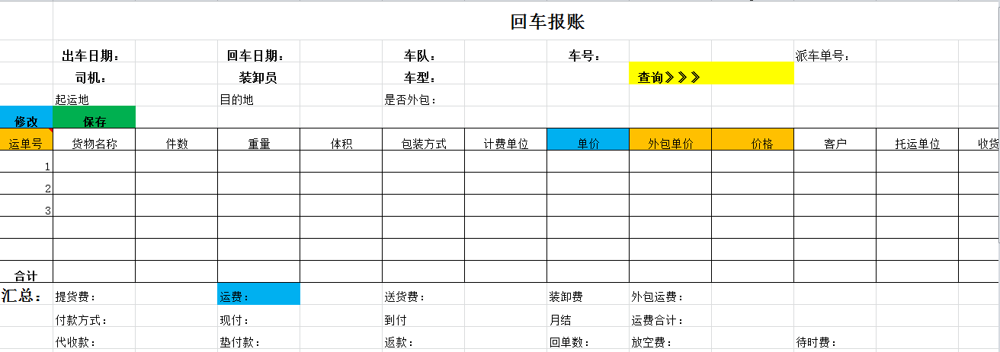 回车报账
出车日期： 回车日期： 车队： 车号： 派车单号：
司机： 装卸员 车型： 查询》》》
起运地 目的地 是否外包：
修改 保存
运单号 货物名称 件数 重量 体积 包装方式 计费单位 单价 外包单价 价格 客户 托运单位 收货
1
2
3
合计
汇总： 提货费： 运费： 送货费： 装卸费 外包运费：
付款方式： 现付： 到付 月结 运费合计：
代收款： 垫付款： 返款： 回单数： 放空费： 待时费：